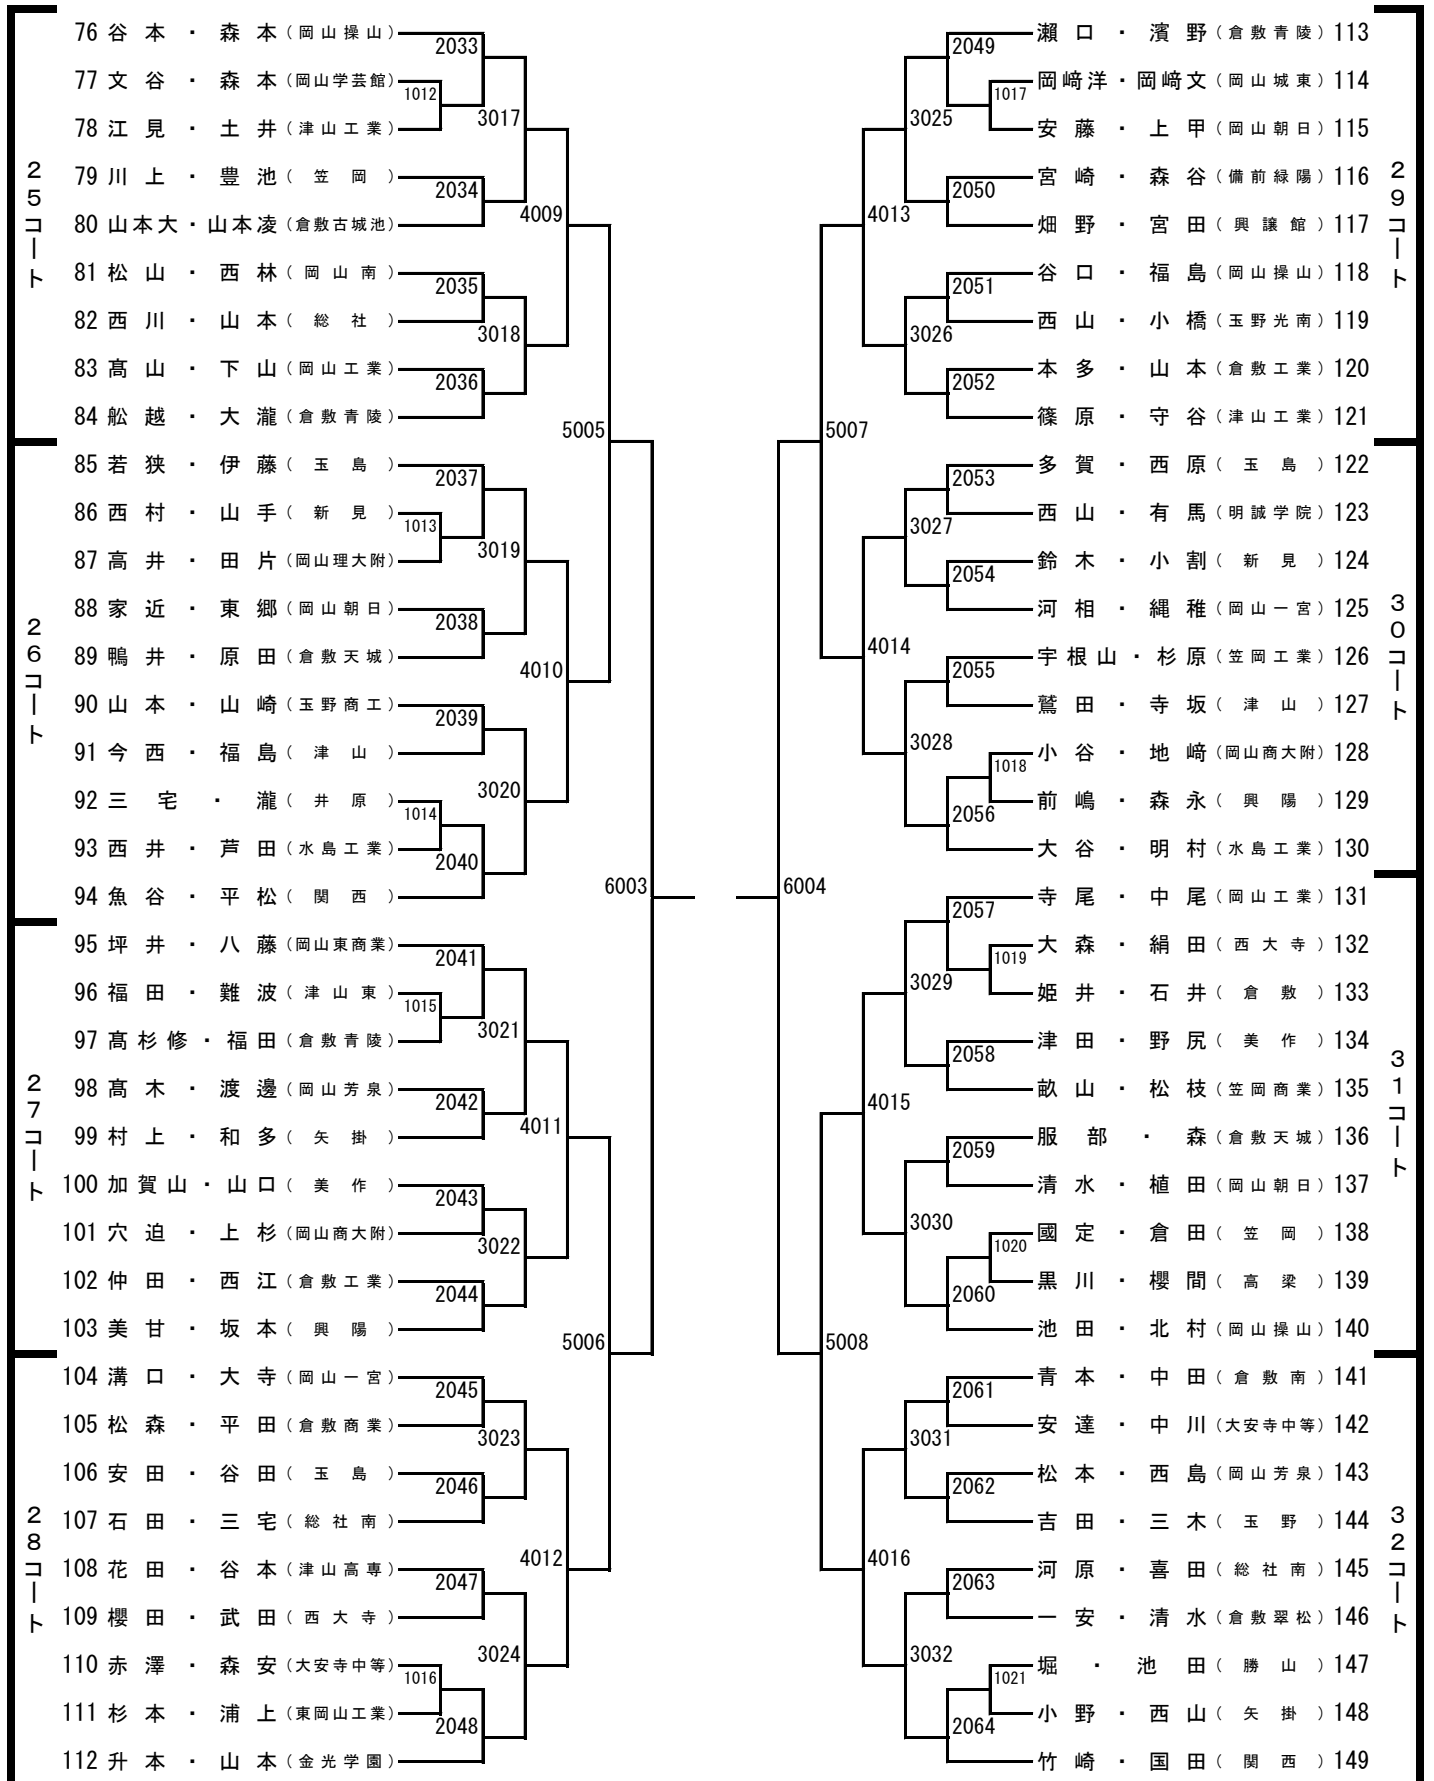 25コート
76 谷本・森本(岡山操山)
2033
77 文谷・森本(岡山学芸館)
1012
78 江見・土井(津山工業)
3017
79 川上・豊池(笠岡)
2034
4009
80 山本大・山本凌(倉敷古城池)
81 松山・西林(岡山南)
2035
82 西川・山本(総社)
3018
83 髙山・下山(岡山工業)
2036
84 舩越・大瀧(倉敷青陵)
5005
26コート
85 若狭・伊藤(玉島)
2037
86 西村・山手(新見)
1013
87 高井・田片(岡山理大附)
3019
88 家近・東郷(岡山朝日)
2038
89 鴨井・原田(倉敷天城)
4010
90 山本・山崎(玉野商工)
2039
91 今西・福島(津山)
92 三宅・瀧(井原)
3020
1014
93 西井・芦田(水島工業)
2040
94 魚谷・平松(関西)
6003
27コート
95 坪井・八藤(岡山東商業)
2041
96 福田・難波(津山東)
1015
97 髙杉修・福田(倉敷青陵)
3021
98 髙木・渡邊(岡山芳泉)
2042
99 村上・和多(矢掛)
4011
100 加賀山・山口(美作)
2043
101 穴迫・上杉(岡山商大附)
3022
102 仲田・西江(倉敷工業)
2044
103 美甘・坂本(興陽)
5006
28コート
104 溝口・大寺(岡山一宮)
2045
105 松森・平田(倉敷商業)
3023
106 安田・谷田(玉島)
2046
107 石田・三宅(総社南)
4012
108 花田・谷本(津山高専)
2047
109 櫻田・武田(西大寺)
3024
110 赤澤・森安(大安寺中等)
1016
111 杉本・浦上(東岡山工業)
2048
112 升本・山本(金光学園)
29コート
瀬口・濱野(倉敷青陵) 113
2049
岡﨑洋・岡﨑文(岡山城東) 114
1017
3025
安藤・上甲(岡山朝日) 115
宮崎・森谷(備前緑陽) 116
2050
4013
畑野・宮田(興譲館) 117
谷口・福島(岡山操山) 118
2051
西山・小橋(玉野光南) 119
3026
本多・山本(倉敷工業) 120
2052
篠原・守谷(津山工業) 121
5007
30コート
多賀・西原(玉島) 122
2053
西山・有馬(明誠学院) 123
3027
鈴木・小割(新見) 124
2054
河相・縄稚(岡山一宮) 125
4014
宇根山・杉原(笠岡工業) 126
2055
鷲田・寺坂(津山) 127
3028
小谷・地﨑(岡山商大附) 128
1018
前嶋・森永(興陽) 129
2056
大谷・明村(水島工業) 130
6004
31コート
寺尾・中尾(岡山工業) 131
2057
大森・絹田(西大寺) 132
1019
3029
姫井・石井(倉敷) 133
津田・野尻(美作) 134
2058
畝山・松枝(笠岡商業) 135
4015
服部・森(倉敷天城) 136
2059
清水・植田(岡山朝日) 137
3030
國定・倉田(笠岡) 138
1020
黒川・櫻間(高梁) 139
2060
池田・北村(岡山操山) 140
5008
32コート
青本・中田(倉敷南) 141
2061
安達・中川(大安寺中等) 142
3031
松本・西島(岡山芳泉) 143
2062
吉田・三木(玉野) 144
4016
河原・喜田(総社南) 145
2063
一安・清水(倉敷翠松) 146
3032
堀・池田(勝山) 147
1021
小野・西山(矢掛) 148
2064
竹崎・国田(関西) 149